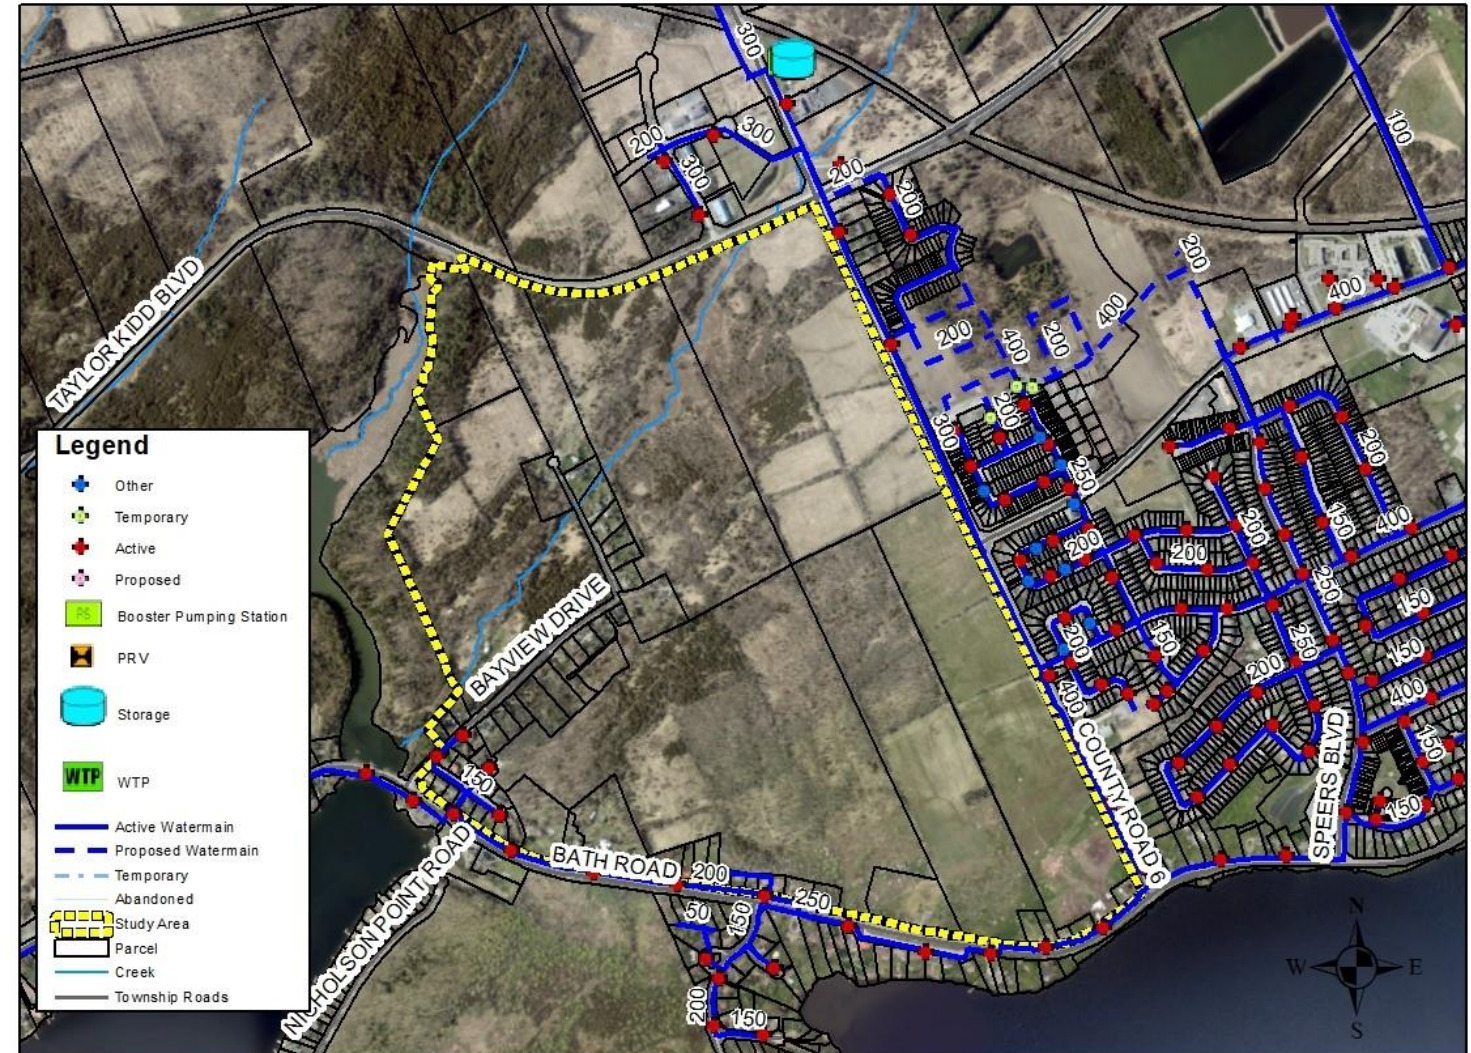 300
200
300
300
200
200
100
200
400
TAYLOR KIDD BLVD
200
400
200
400
300
200
250
200
Legend
Other
Temporary
Active
Proposed
PS
Booster Pumping Station
PRV
Storage
WTP
WTP
Active Watermain
Proposed Watermain
Temporary
Abandoned
Study Area
Parcel
Creek
Township Roads
200
200
200
150
400
250
150
BAYVIEW DRIVE
200
150
250
150
200
400
400
COUNTY ROAD 6
SPEERS BLVD
150
150
150
NICHOLSON POINT ROAD
BATH ROAD
200
250
50
150
200
150
N
W
E
S